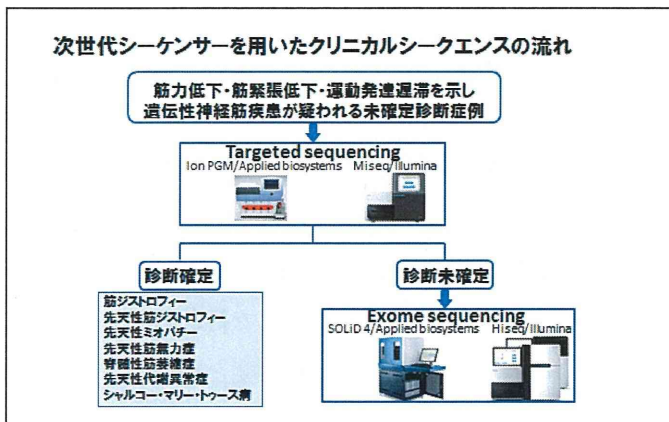 次世代シーケンサーを用いたクリニカルシークエンスの流れ
筋力低下・筋緊張低下・運動発達遅滞を示し
遺伝性神経筋疾患が疑われる未確定診断症例
Targeted sequencing
Ion PGM/Applied biosystems Miseq/Illumina
診断確定
筋ジストロフィー
先天性筋ジストロフィー
先天性ミオパチー
先天性筋無力症
脊髄性筋萎縮症
先天性代謝異常症
シャルコー・マリー・トゥース病
診断未確定
Exome sequencing
SOLiD 4/Applied biosystems Hiseq/Illumina